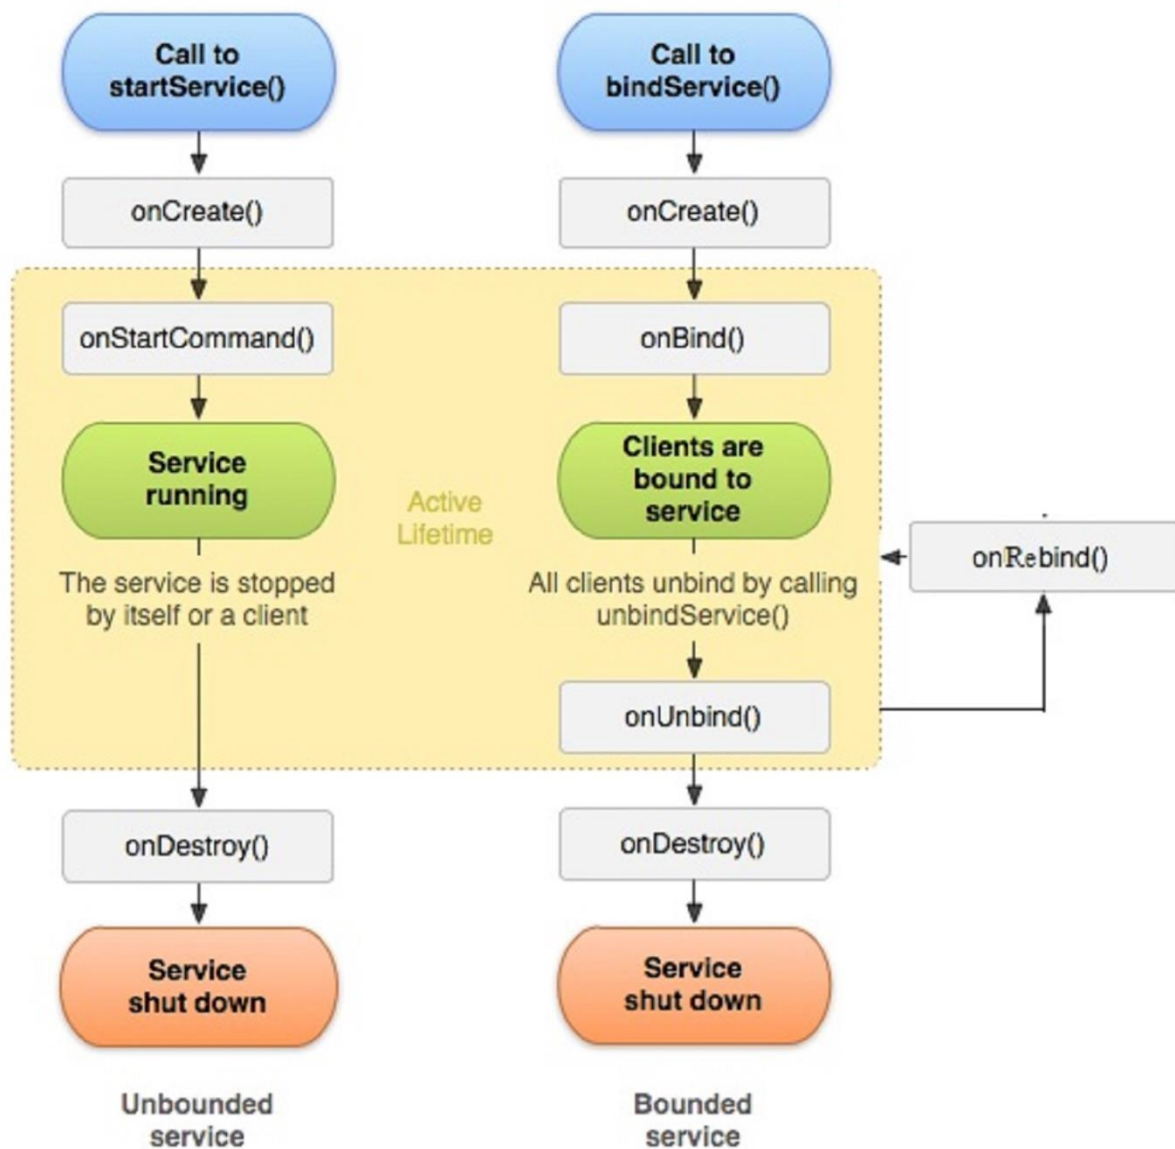 Call to
startService()
onCreate()
onStartCommand()
Service
running
The service is stopped
by itself or a client
onDestroy()
Service
shut down
Unbounded
service
Active
Lifetime
Call to
bindService()
onCreate()
onBind()
Clients are
bound to
service
All clients unbind by calling
unbindService()
onUnbind()
onRebind()
onDestroy()
Service
shut down
Bounded
service